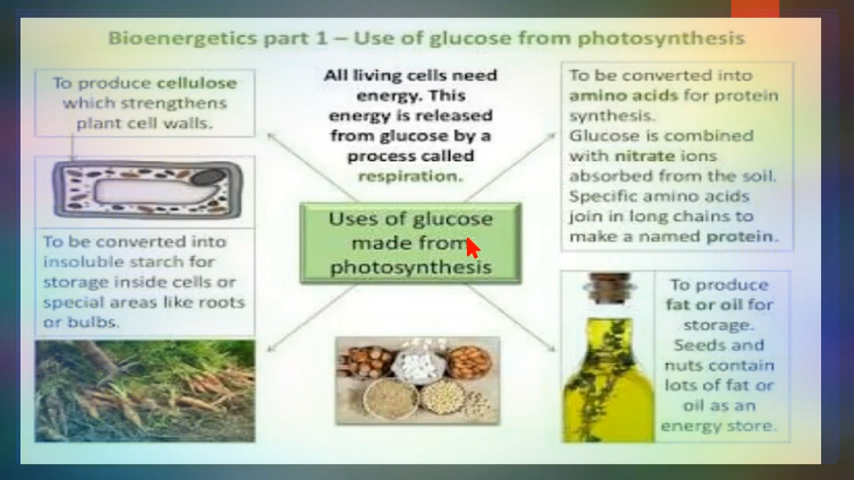 Bioenergetics part 1 – Use of glucose from photosynthesis
To produce cellulose
which strengthens
plant cell walls.
All living cells need
energy. This
energy is released
from glucose by a
process called
respiration.
To be converted into
amino acids for protein
synthesis.
Glucose is combined
with nitrate ions
absorbed from the soil.
Specific amino acids
join in long chains to
make a named protein.
Uses of glucose
made from
photosynthesis
To be converted into
insoluble starch for
storage inside cells or
special areas like roots
or bulbs.
To produce
fat or oil for
storage.
Seeds and
nuts contain
lots of fat or
oil as an
energy store.